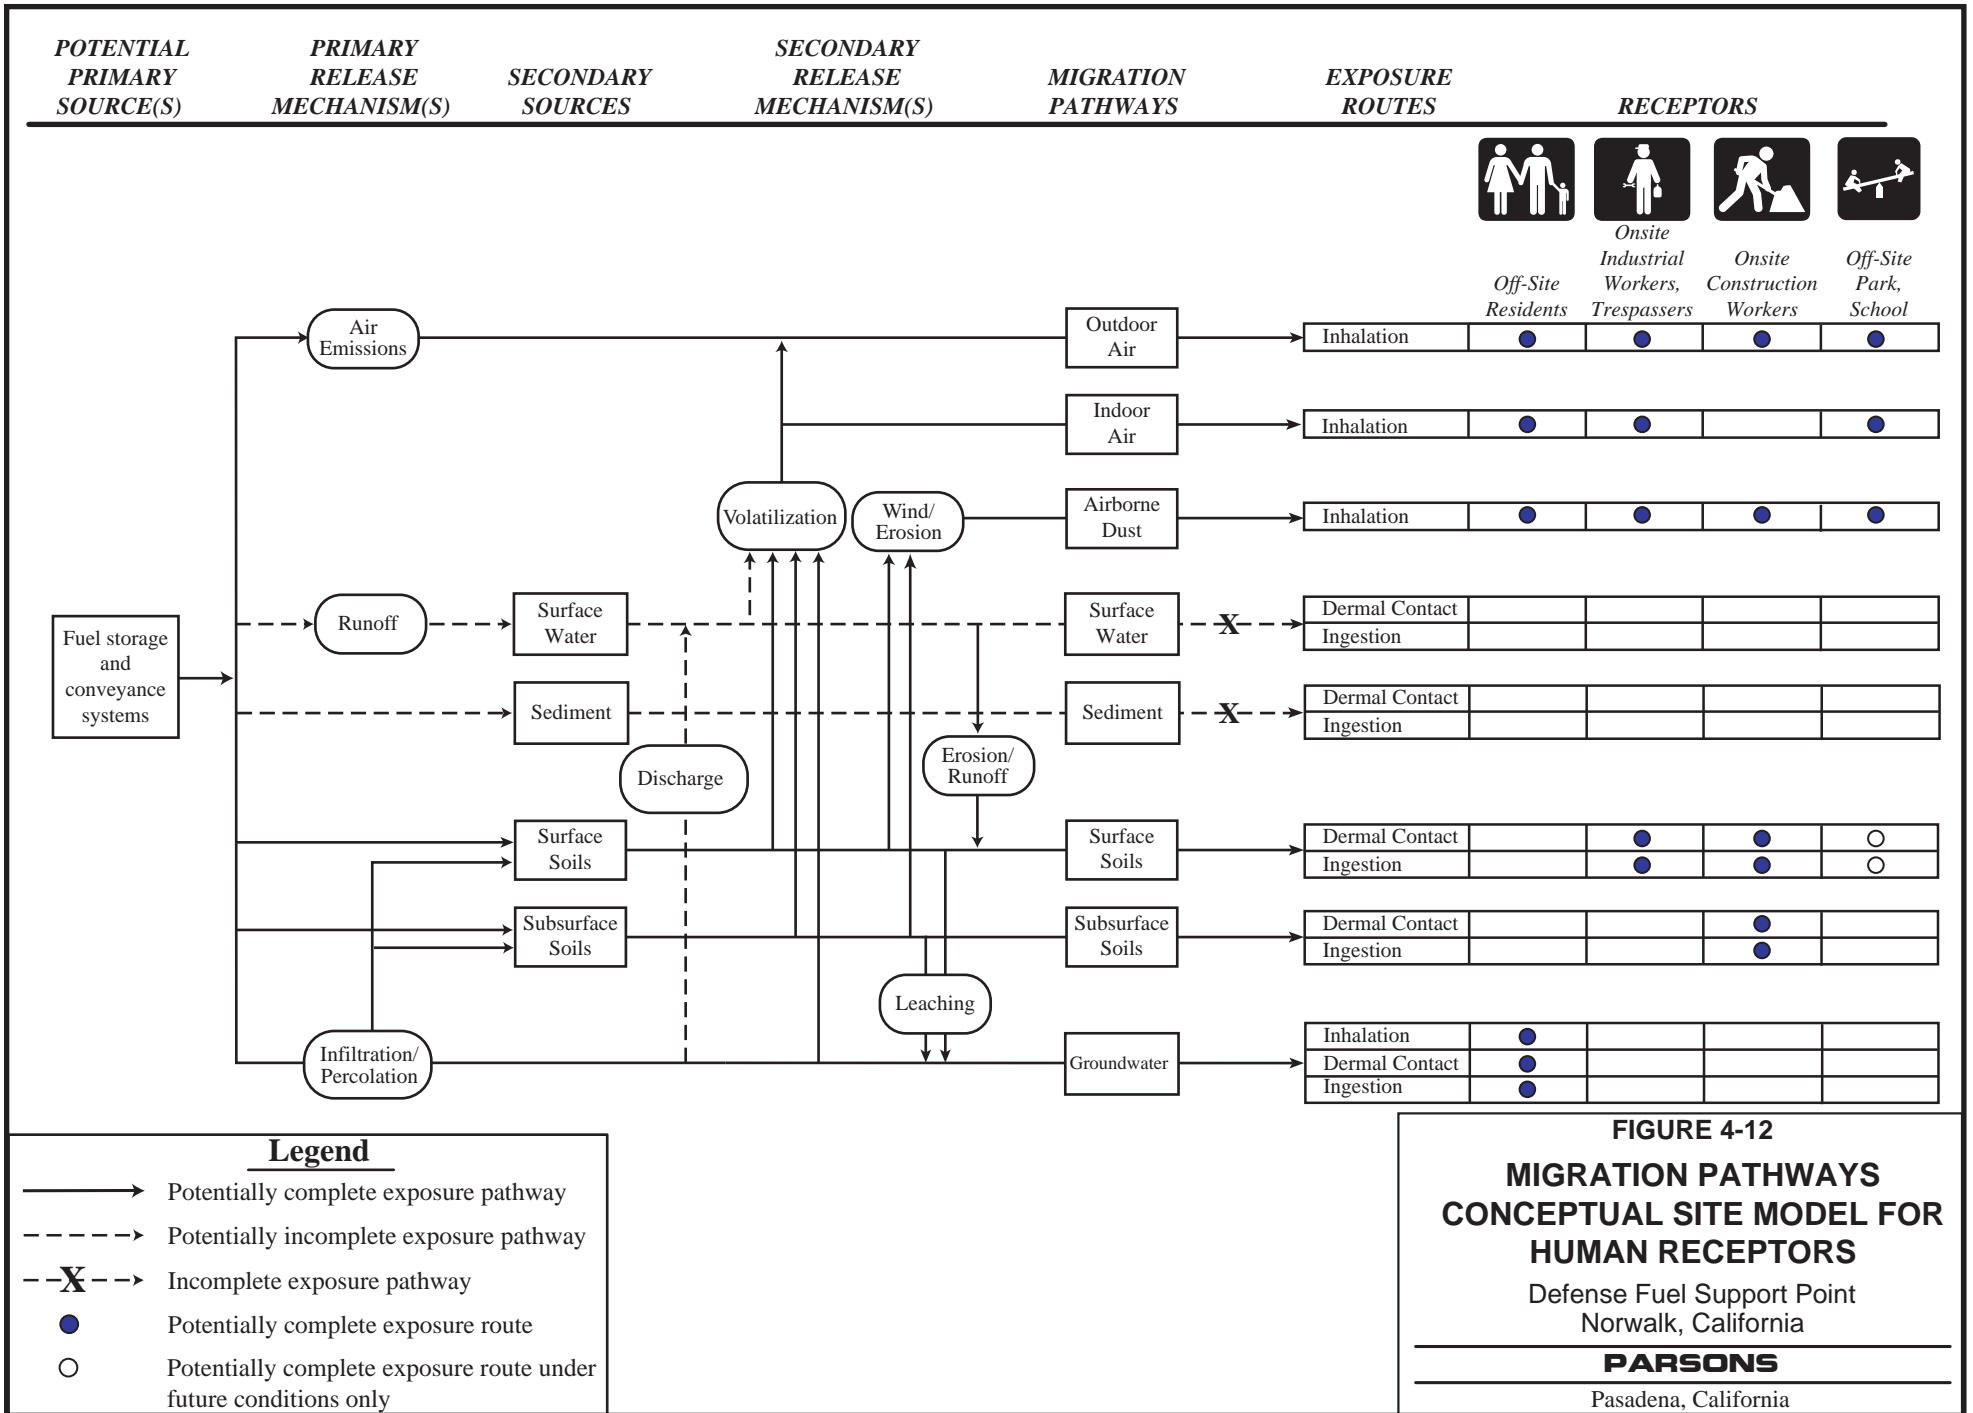 POTENTIAL
PRIMARY
SOURCE(S)
PRIMARY
RELEASE
MECHANISM(S)
SECONDARY
SOURCES
SECONDARY
RELEASE
MECHANISM(S)
MIGRATION
PATHWAYS
EXPOSURE
ROUTES
RECEPTORS
Off-Site
Residents
Onsite
Industrial
Workers,
Trespassers
Onsite
Construction
Workers
Off-Site
Park,
School
Air
Emissions
Outdoor
Air
Inhalation
Indoor
Air
Inhalation
Volatilization
Wind/
Erosion
Airborne
Dust
Inhalation
Fuel storage
and
conveyance
systems
Runoff
Surface
Water
Surface
Water
X
Dermal Contact
Ingestion
Sediment
Sediment
X
Dermal Contact
Ingestion
Discharge
Erosion/
Runoff
Surface
Soils
Surface
Soils
Dermal Contact
Ingestion
Subsurface
Soils
Subsurface
Soils
Dermal Contact
Ingestion
Leaching
Infiltration/
Percolation
Groundwater
Inhalation
Dermal Contact
Ingestion
Legend
Potentially complete exposure pathway
Potentially incomplete exposure pathway
X Incomplete exposure pathway
Potentially complete exposure route
Potentially complete exposure route under
future conditions only
FIGURE 4-12
MIGRATION PATHWAYS
CONCEPTUAL SITE MODEL FOR
HUMAN RECEPTORS
Defense Fuel Support Point
Norwalk, California
PARSONS
Pasadena, California